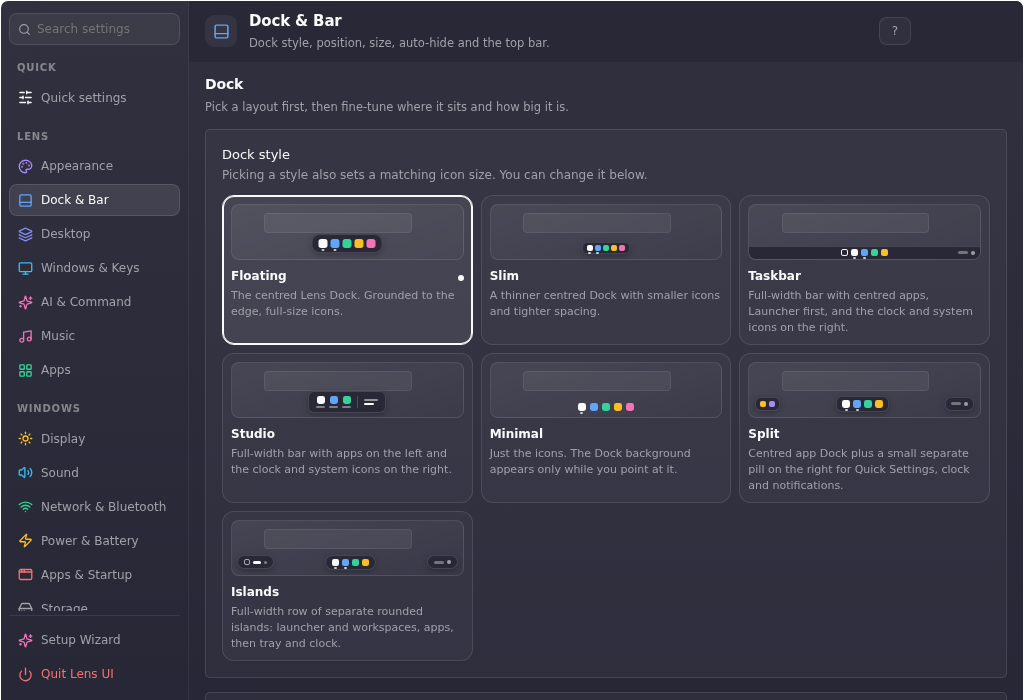 Search settings
QUICK
Quick settings
LENS
Appearance
Dock & Bar
Desktop
Windows & Keys
AI & Command
Music
Apps
WINDOWS
Display
Sound
Network & Bluetooth
Power & Battery
Apps & Startup
Storage
Setup Wizard
Quit Lens UI
Dock & Bar
Dock style, position, size, auto-hide and the top bar.
?
Dock
Pick a layout first, then fine-tune where it sits and how big it is.
Dock style
Picking a style also sets a matching icon size. You can change it below.
Floating
The centred Lens Dock. Grounded to the
edge, full-size icons.
Slim
A thinner centred Dock with smaller icons
and tighter spacing.
Taskbar
Full-width bar with centred apps,
Launcher first, and the clock and system
icons on the right.
Studio
Full-width bar with apps on the left and
the clock and system icons on the right.
Minimal
Just the icons. The Dock background
appears only while you point at it.
Split
Centred app Dock plus a small separate
pill on the right for Quick Settings, clock
and notifications.
Islands
Full-width row of separate rounded
islands: launcher and workspaces, apps,
then tray and clock.